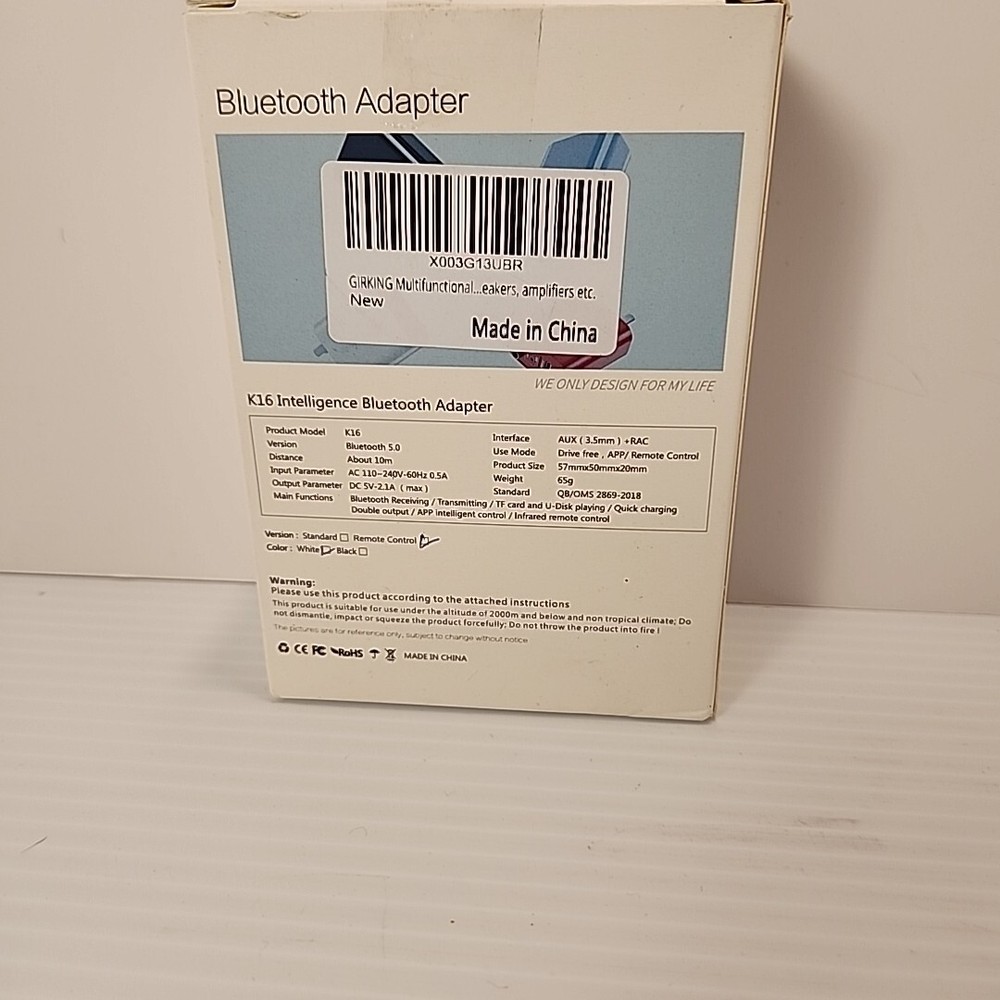 Bluetooth Adapter
X003G13UBR
GIRKING Multifunctional...eakers, amplifiers etc.
New
Made in China
WE ONLY DESIGN FOR MY LIFE
K16 Intelligence Bluetooth Adapter
Product Model K16
Version Bluetooth 5.0
Distance About 10m
Input Parameter AC 110~240V-60Hz 0.5A
Output Parameter DC 5V-2.1A ( max )
Interface AUX ( 3.5mm ) +RAC
Use Mode Drive free , APP/ Remote Control
Product Size 57mmx50mmx20mm
Weight 65g
Standard QB/OMS 2869-2018
Main Functions Bluetooth Receiving / Transmitting / TF card and U-Disk playing / Quick charging
Double output / APP intelligent control / Infrared remote control
Version : Standard Remote Control
Color : White Black
Warning:
Please use this product according to the attached instructions
This product is suitable for use under the altitude of 2000m and below and non tropical climate; Do
not dismantle, impact or squeeze the product forcefully; Do not throw the product into fire !
The pictures are for reference only, subject to change without notice
CE FC RoHS MADE IN CHINA